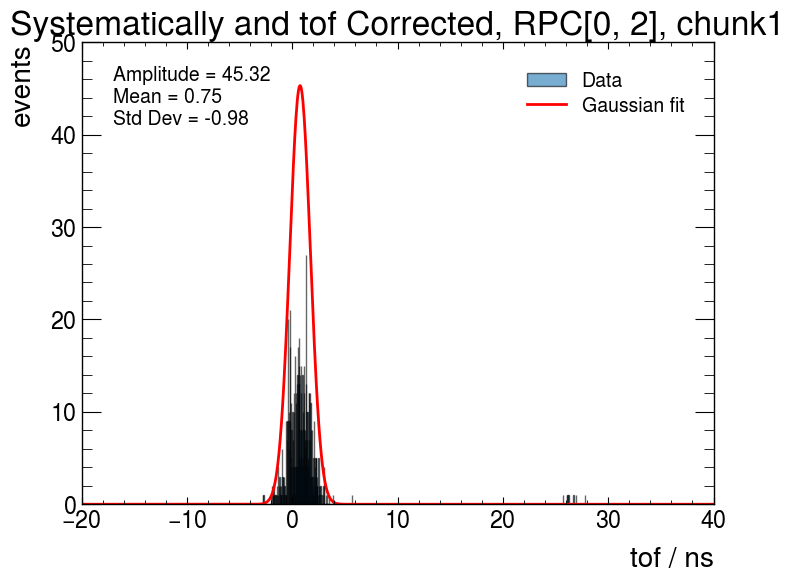 Systematically and tof Corrected, RPC[0, 2], chunk1
events
50
40
30
20
10
0
Amplitude = 45.32
Mean = 0.75
Std Dev = -0.98
Data
Gaussian fit
−20 −10 0 10 20 30 40
tof / ns